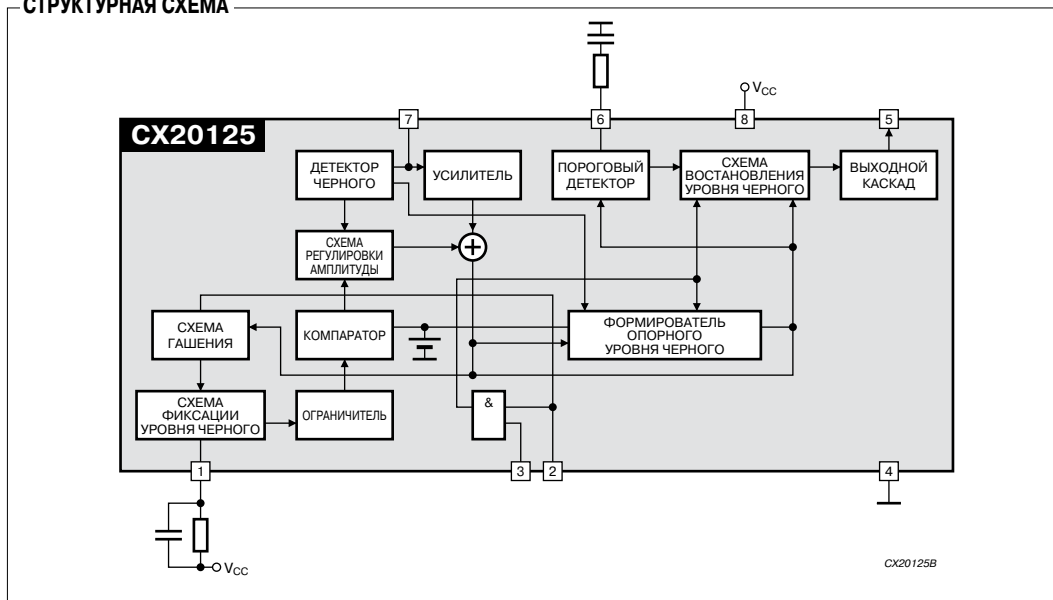 СТРУКТУРНАЯ СХЕМА
VCC
7
6
8
5
CX20125
ДЕТЕКТОР
ЧЕРНОГО
УСИЛИТЕЛЬ
ПОРОГОВЫЙ
ДЕТЕКТОР
СХЕМА
ВОСТАНОВЛЕНИЯ
УРОВНЯ ЧЕРНОГО
ВЫХОДНОЙ
КАСКАД
СХЕМА
РЕГУЛИРОВКИ
АМПЛИТУДЫ
+
СХЕМА
ГАШЕНИЯ
КОМПАРАТОР
ФОРМИРОВАТЕЛЬ
ОПОРНОГО
УРОВНЯ ЧЕРНОГО
СХЕМА
ФИКСАЦИИ
УРОВНЯ ЧЕРНОГО
ОГРАНИЧИТЕЛЬ
&
1
3
2
4
VCC
CX20125B